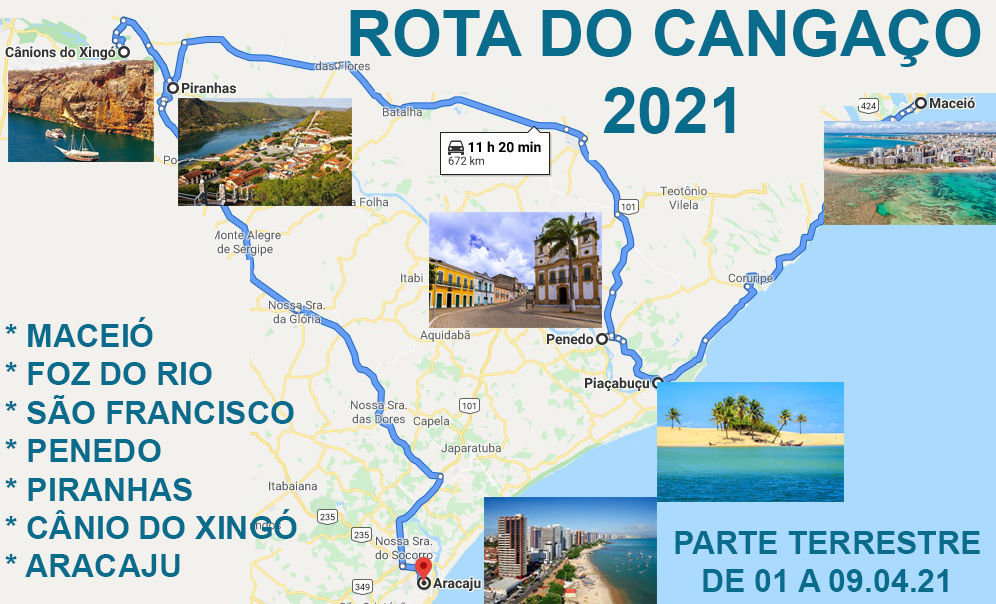 ROTA DO CANGAÇO
2021
Cânions do Xingó
das Flores
Piranhas
Batalha
424
Maceió
11 h 20 min
672 km
Teotônio
Vilela
101
a Folha
Monte Alegre
de Sergipe
Itabi
Coruripe
Nossa Sra.
da Glória
Aquidabã
Penedo
Piaçabuçu
* MACEIÓ
* FOZ DO RIO
* SÃO FRANCISCO
* PENEDO
* PIRANHAS
* CÂNIO DO XINGÓ
* ARACAJU
Nossa Sra.
das Dores
101
Capela
Japaratuba
Itabaiana
235
235
Nossa Sra.
do Socorro
349
Aracaju
PARTE TERRESTRE
DE 01 A 09.04.21